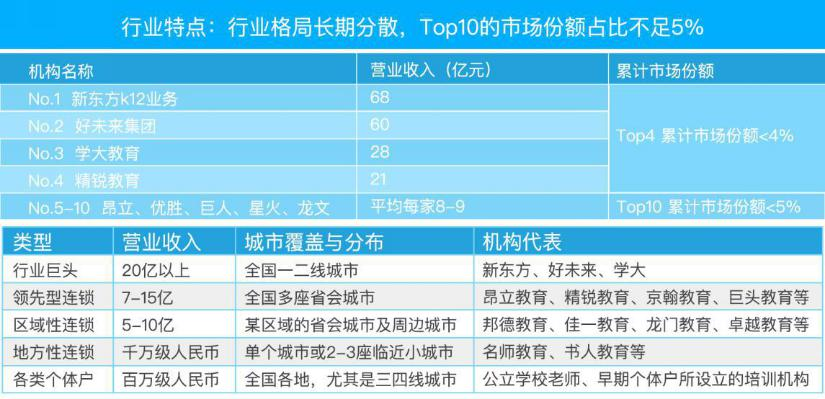 行业特点：行业格局长期分散，Top10的市场份额占比不足5%
机构名称 营业收入（亿元） 累计市场份额
No.1 新东方k12业务 68
No.2 好未来集团 60
Top4 累计市场份额<4%
No.3 学大教育 28
No.4 精锐教育 21
No.5-10 昂立、优胜、巨人、星火、龙文 平均每家8-9 Top10 累计市场份额<5%
类型 营业收入 城市覆盖与分布 机构代表
行业巨头 20亿以上 全国一二线城市 新东方、好未来、学大
领先型连锁 7-15亿 全国多座省会城市 昂立教育、精锐教育、京翰教育、巨头教育等
区域性连锁 5-10亿 某区域的省会城市及周边城市 邦德教育、佳一教育、龙门教育、卓越教育等
地方性连锁 千万级人民币 单个城市或2-3座临近小城市 名师教育、书人教育等
各类个体户 百万级人民币 全国各地，尤其是三四线城市 公立学校老师、早期个体户所设立的培训机构